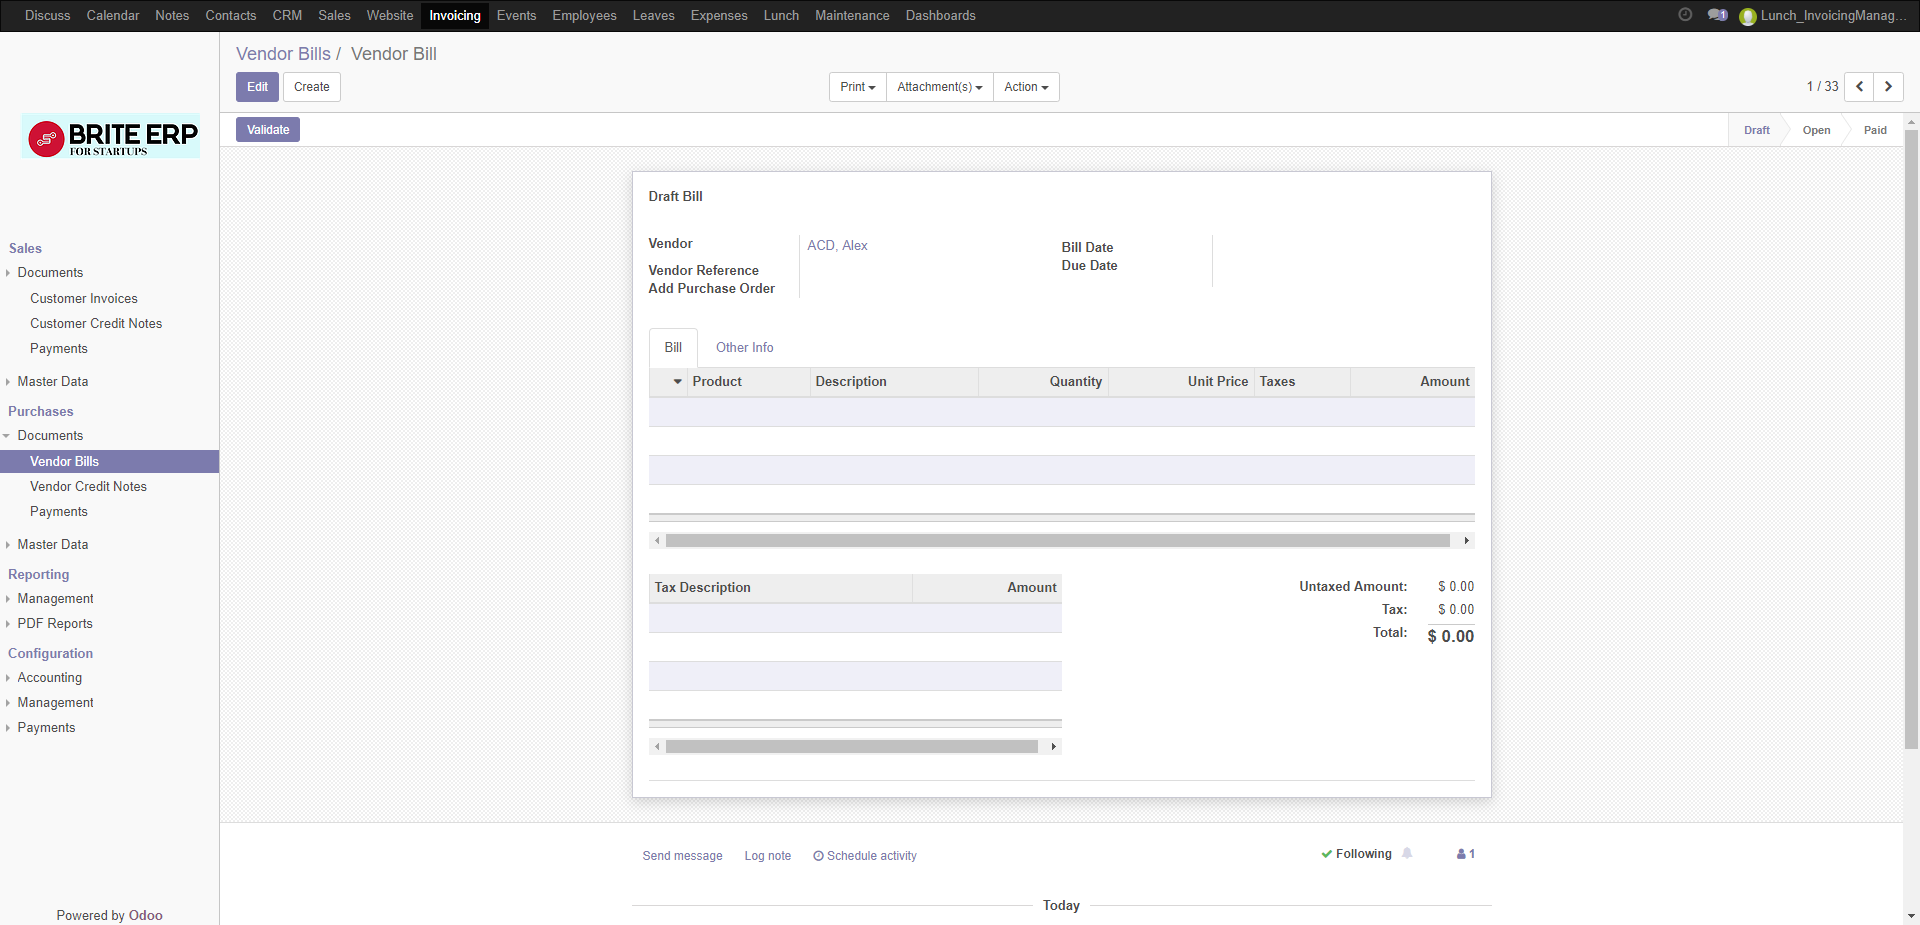 Discuss Calendar Notes Contacts CRM Sales Website Invoicing Events Employees Leaves Expenses Lunch Maintenance Dashboards 1 Lunch_InvoicingManag...
Vendor Bills / Vendor Bill
Edit Create Print Attachment(s) Action 1 / 33
Validate Draft Open Paid
BRITE ERP
FOR STARTUPS
Sales
Documents
Customer Invoices
Customer Credit Notes
Payments
Master Data
Purchases
Documents
Vendor Bills
Vendor Credit Notes
Payments
Master Data
Reporting
Management
PDF Reports
Configuration
Accounting
Management
Payments
Powered by Odoo
Draft Bill
Vendor ACD, Alex
Vendor Reference
Add Purchase Order
Bill Date
Due Date
Bill Other Info
Product Description Quantity Unit Price Taxes Amount
Tax Description Amount
Untaxed Amount: $ 0.00
Tax: $ 0.00
Total: $ 0.00
Send message Log note Schedule activity Following 1
Today